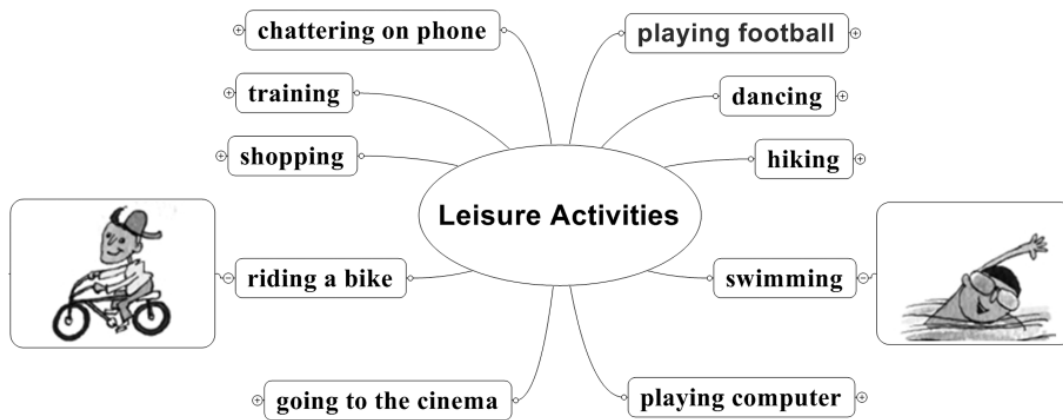 chattering on phone
playing football
training
dancing
shopping
hiking
Leisure Activities
riding a bike
swimming
going to the cinema
playing computer